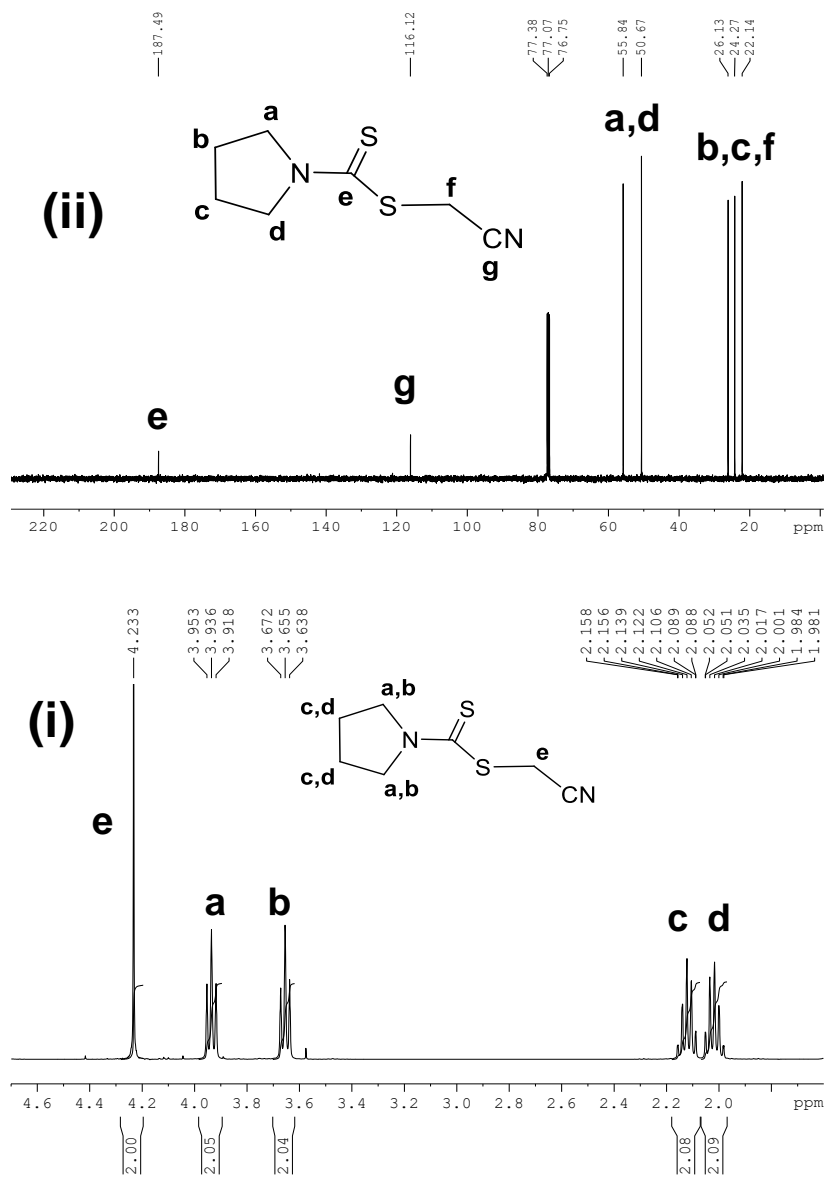 187.49
116.12
77.38
77.07
76.75
55.84
50.67
26.13
24.27
22.14
(ii)
a
b
c
d
N
S
e
S
f
CN
g
a,d
b,c,f
e
g
220 200 180 160 140 120 100 80 60 40 20 ppm
4.233
3.953
3.936
3.918
3.672
3.655
3.638
2.158
2.156
2.139
2.122
2.106
2.089
2.088
2.052
2.051
2.035
2.017
2.001
1.984
1.981
(i)
a,b
c,d
c,d
a,b
N
S
S
e
CN
e
a
b
c
d
4.6 4.4 4.2 4.0 3.8 3.6 3.4 3.2 3.0 2.8 2.6 2.4 2.2 2.0 ppm
2.00
2.05
2.04
2.08
2.09